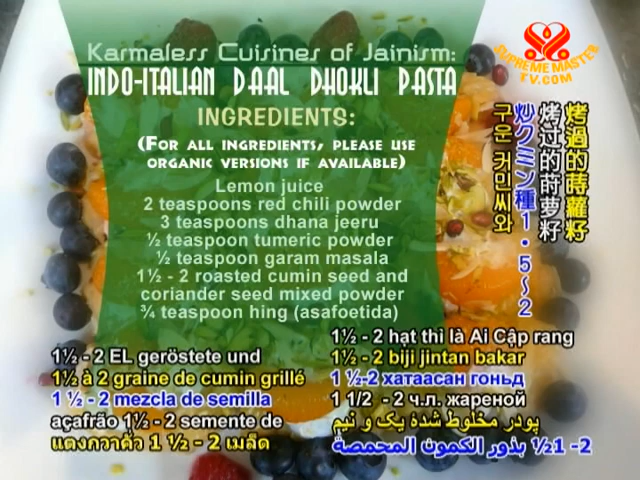 Karmaless Cuisines of Jainism:
INDO-ITALIAN DAAL DHOKLI PASTA
INGREDIENTS:
(For all ingredients, please use
organic versions if available)
Lemon juice
2 teaspoons red chili powder
3 teaspoons dhana jeeru
½ teaspoon tumeric powder
½ teaspoon garam masala
1½ - 2 roasted cumin seed and
coriander seed mixed powder
¾ teaspoon hing (asafoetida)
SUPREME MASTER
TV.COM
烤過的蒔蘿籽
烤过的莳萝籽
炒クミン種1・5~2
구운 커민씨와
1½ - 2 EL geröstete und
1½ à 2 graine de cumin grillé
1 ½ - 2 mezcla de semilla
açafrão 1½ - 2 semente de
แตงกวาคั่ว 1 ½ - 2 เมล็ด
1½ - 2 hạt thì là Ai Cập rang
1½ - 2 biji jintan bakar
1 ½-2 хатаасан гоньд
1 1/2 - 2 ч.л. жареной
پودر مخلوط شدهٔ یک و نیم
2- 1½ بذور الكمون المحمصة